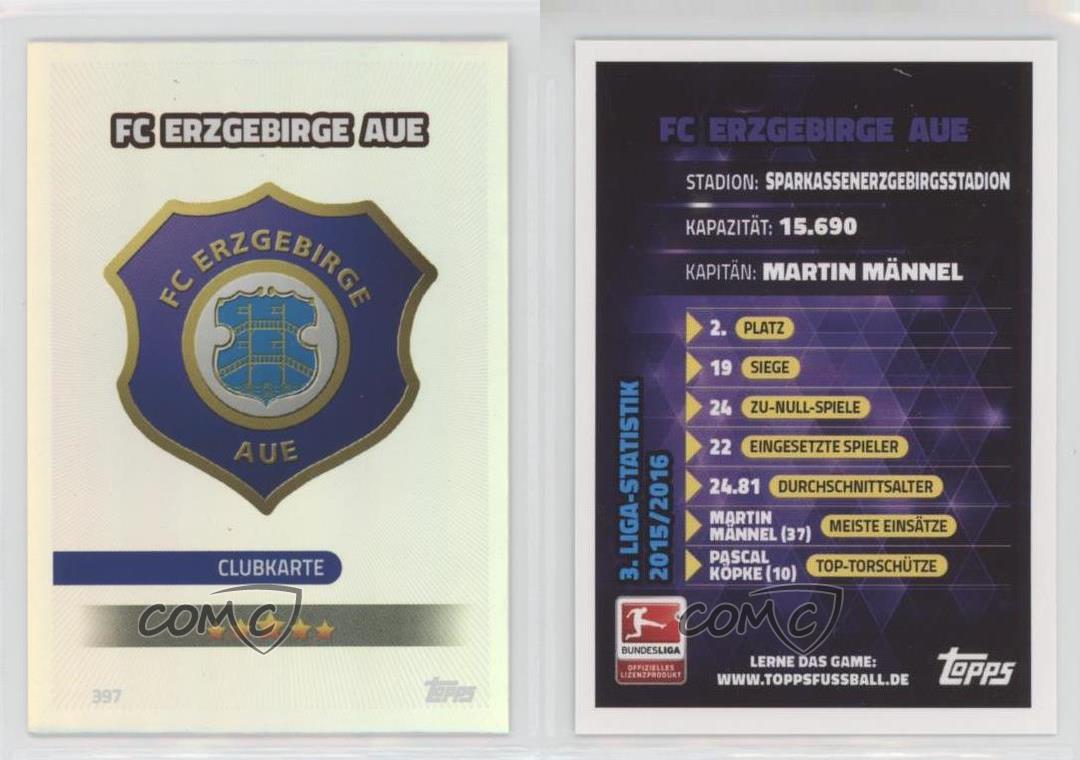 FC ERZGEBIRGE AUE
FC ERZGEBIRGE
AUE
CLUBKARTE
COMC
397
topps
FC ERZGEBIRGE AUE
STADION: SPARKASSENERZGEBIRGSSTADION
KAPAZITÄT: 15.690
KAPITÄN: MARTIN MÄNNEL
3. LIGA-STATISTIK
2015/2016
2. PLATZ
19 SIEGE
24 ZU-NULL-SPIELE
22 EINGESETZTE SPIELER
24.81 DURCHSCHNITTSALTER
MARTIN
MÄNNEL (37) MEISTE EINSÄTZE
PASCAL
KÖPKE (10) TOP-TORSCHÜTZE
COMC
BUNDESLIGA
OFFIZIELLES
LIZENZPRODUKT
LERNE DAS GAME:
WWW.TOPPSFUSSBALL.DE
topps